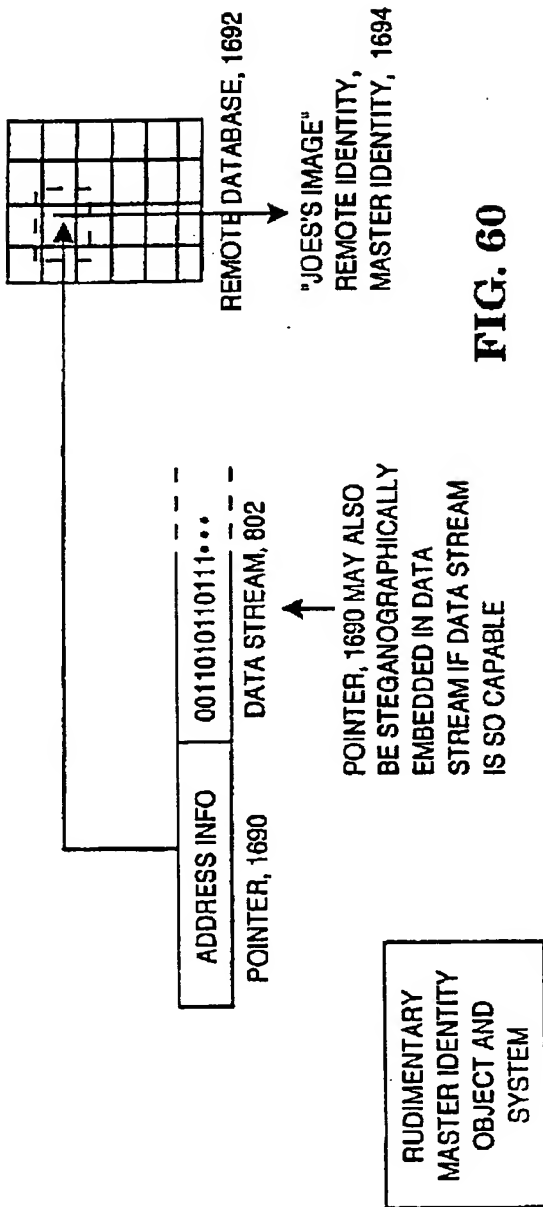 RUDIMENTARY
MASTER IDENTITY
OBJECT AND
SYSTEM
ADDRESS INFO
POINTER, 1690
00110101101111•••
DATA STREAM, 802
POINTER, 1690 MAY ALSO
BE STEGANOGRAPHICALLY
EMBEDDED IN DATA
STREAM IF DATA STREAM
IS SO CAPABLE
REMOTE DATABASE, 1692
"JOES'S IMAGE"
REMOTE IDENTITY,
MASTER IDENTITY, 1694
FIG. 60